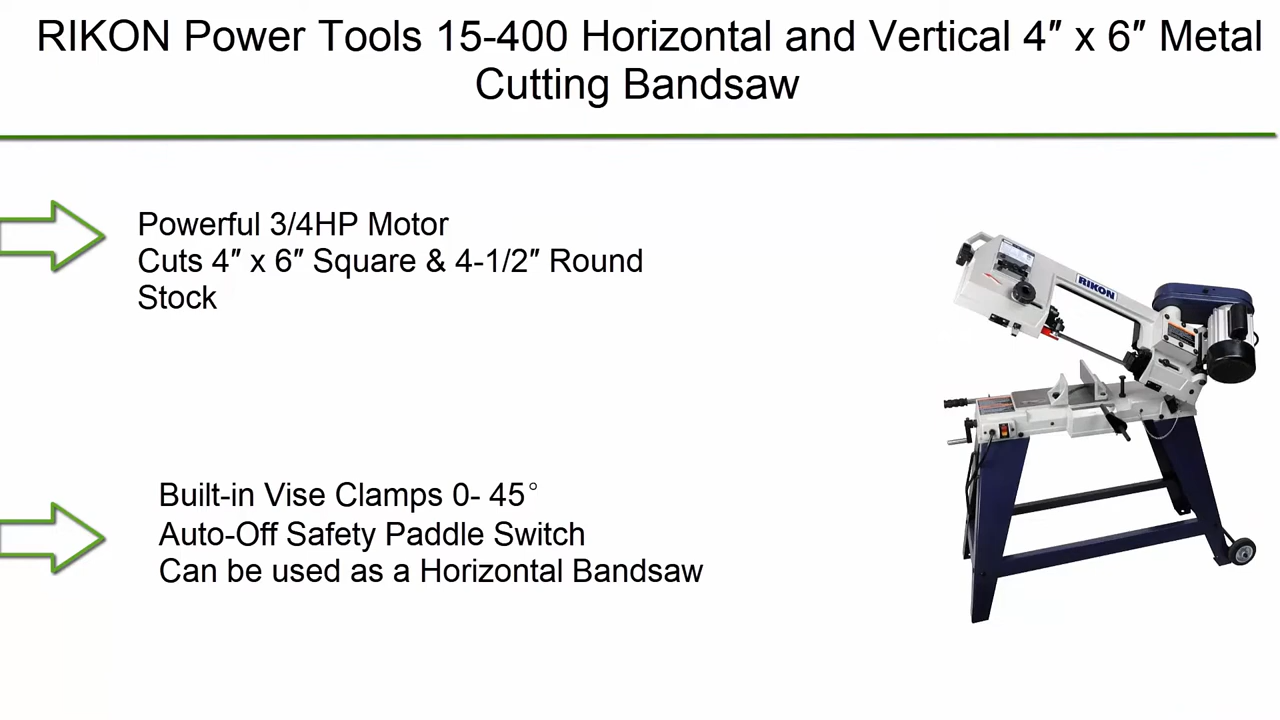 RIKON Power Tools 15-400 Horizontal and Vertical 4″ x 6″ Metal
Cutting Bandsaw
Powerful 3/4HP Motor
Cuts 4″ x 6″ Square & 4-1/2″ Round
Stock
RIKON
Built-in Vise Clamps 0- 45°
Auto-Off Safety Paddle Switch
Can be used as a Horizontal Bandsaw